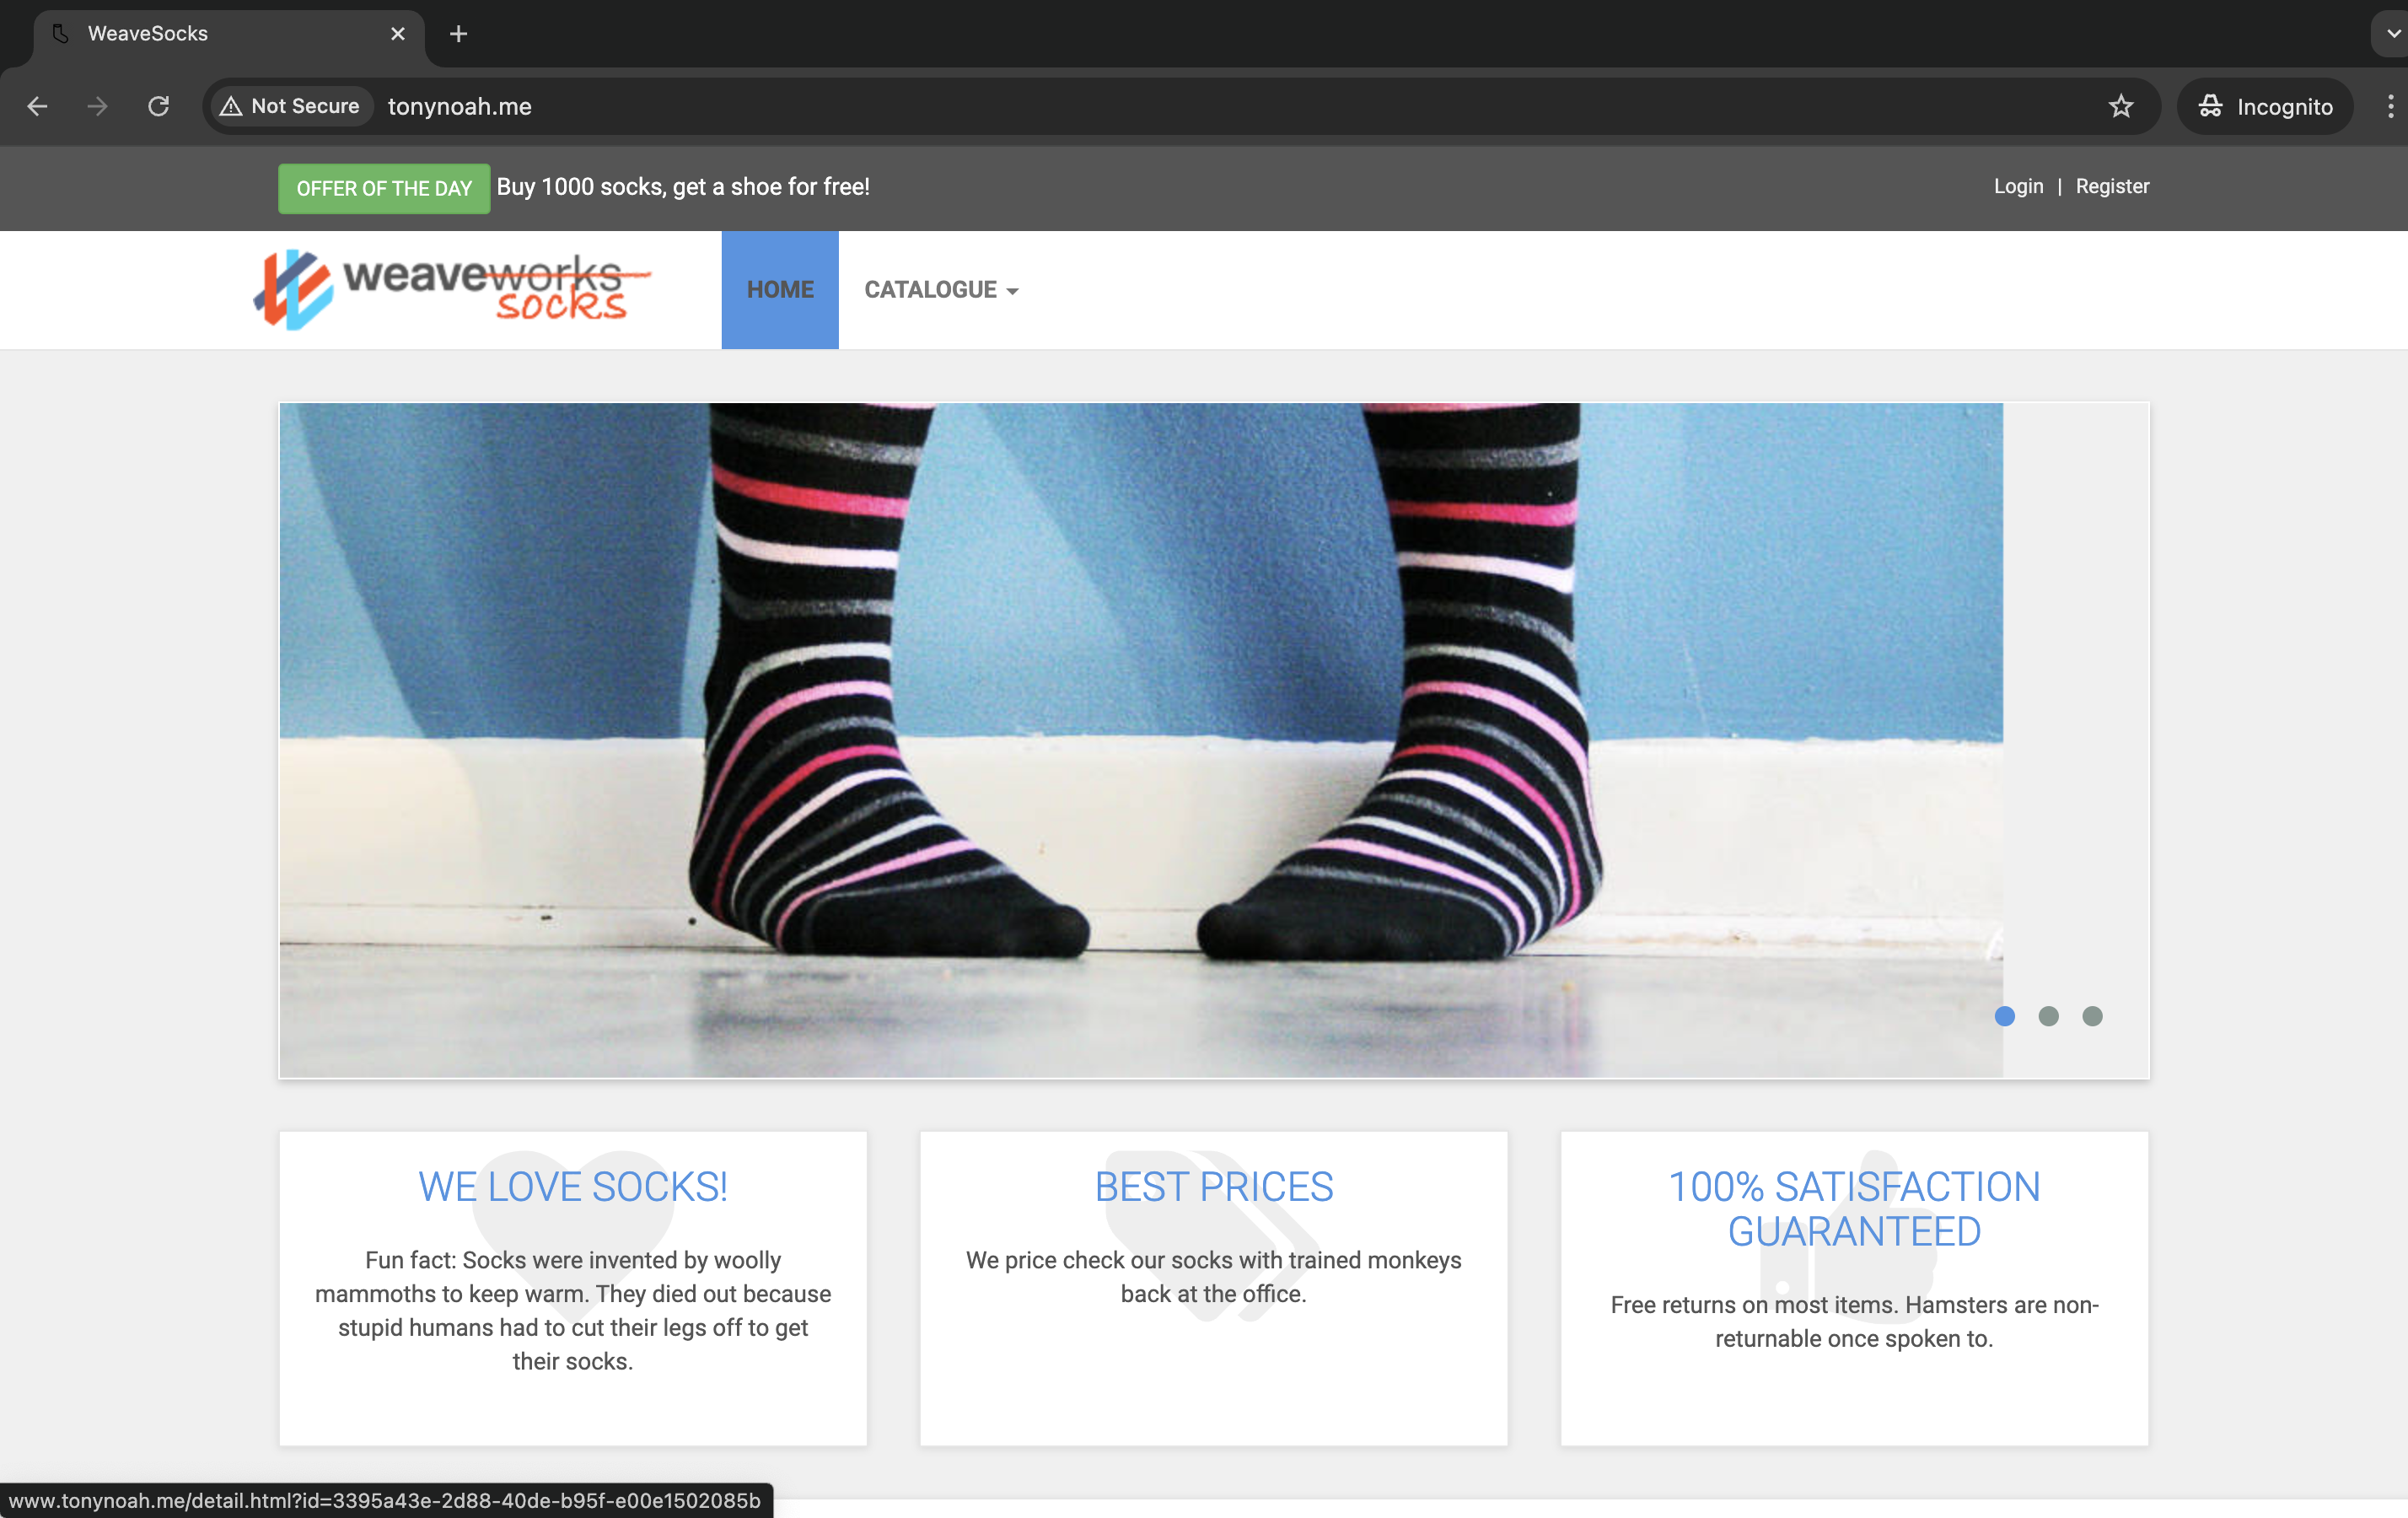 WeaveSocks
Not Secure
tonynoah.me
Incognito
OFFER OF THE DAY Buy 1000 socks, get a shoe for free!
Login | Register
weaveworks
socks
HOME
CATALOGUE
WE LOVE SOCKS!
Fun fact: Socks were invented by woolly
mammoths to keep warm. They died out because
stupid humans had to cut their legs off to get
their socks.
BEST PRICES
We price check our socks with trained monkeys
back at the office.
100% SATISFACTION
GUARANTEED
Free returns on most items. Hamsters are non-
returnable once spoken to.
www.tonynoah.me/detail.html?id=3395a43e-2d88-40de-b95f-e00e1502085b